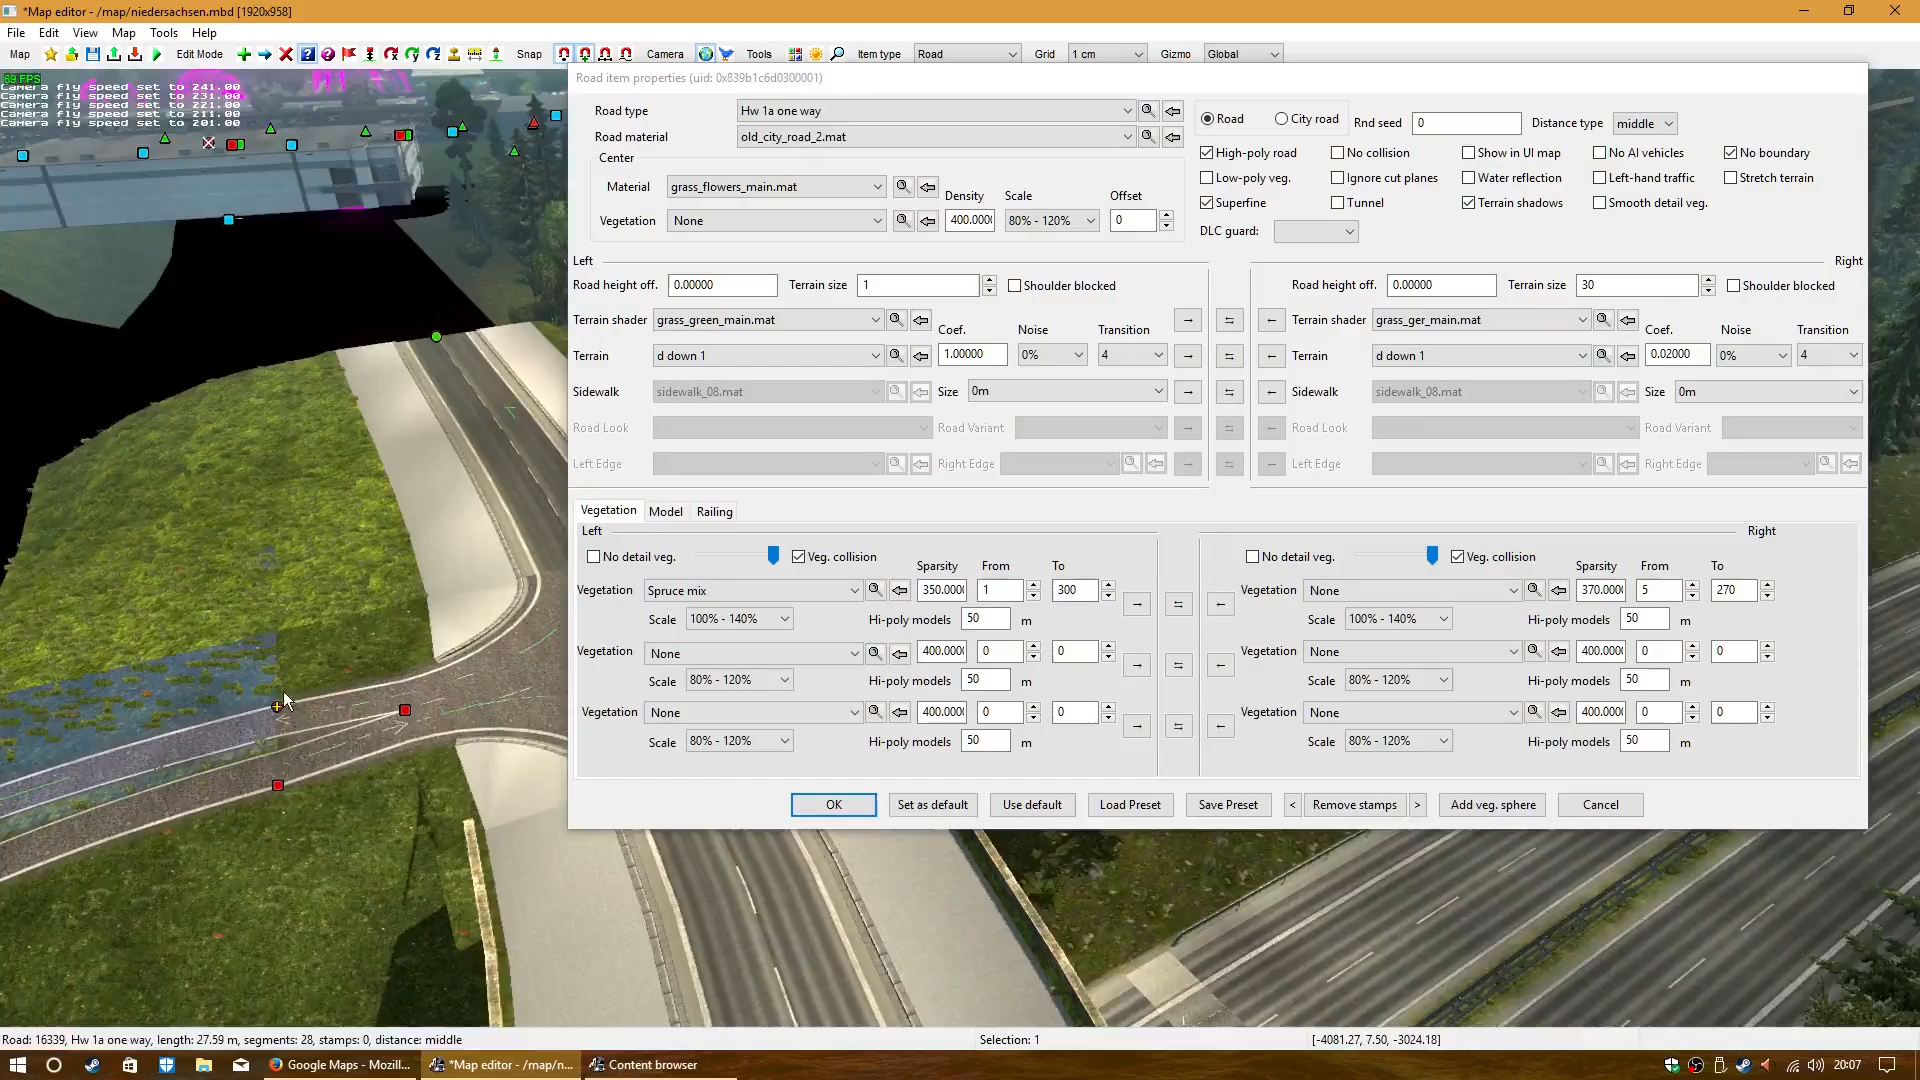 *Map editor - /map/niedersachsen.mbd [1920x958]
File Edit View Map Tools Help
Map Edit Mode Snap Camera Tools Item type Road Grid 1 cm Gizmo Global
69 FPS
Camera fly speed set to 241.00
Camera fly speed set to 231.00
Camera fly speed set to 221.00
Camera fly speed set to 211.00
Camera fly speed set to 201.00
Road item properties (uid: 0x839b1c6d0300001)
Road type Hw 1a one way
Road City road Rnd seed 0 Distance type middle
Road material old_city_road_2.mat
Center
High-poly road No collision Show in UI map No AI vehicles No boundary
Low-poly veg. Ignore cut planes Water reflection Left-hand traffic Stretch terrain
Superfine Tunnel Terrain shadows Smooth detail veg.
DLC guard:
Material grass_flowers_main.mat Density Scale Offset
Vegetation None 400.000 80% - 120% 0
Left
Right
Road height off. 0.00000 Terrain size 1 Shoulder blocked
Road height off. 0.00000 Terrain size 30 Shoulder blocked
Terrain shader grass_green_main.mat Coef. Noise Transition
Terrain shader grass_ger_main.mat Coef. Noise Transition
Terrain d down 1 1.00000 0% 4
Terrain d down 1 0.02000 0% 4
Sidewalk sidewalk_08.mat Size 0m
Sidewalk sidewalk_08.mat Size 0m
Road Look Road Variant
Road Look Road Variant
Left Edge Right Edge
Left Edge Right Edge
Vegetation Model Railing
Left
Right
No detail veg. Veg. collision Sparsity From To
No detail veg. Veg. collision Sparsity From To
Vegetation Spruce mix 350.000 1 300
Vegetation None 370.000 5 270
Scale 100% - 140% Hi-poly models 50 m
Scale 100% - 140% Hi-poly models 50 m
Vegetation None 400.000 0 0
Vegetation None 400.000 0 0
Scale 80% - 120% Hi-poly models 50 m
Scale 80% - 120% Hi-poly models 50 m
Vegetation None 400.000 0 0
Vegetation None 400.000 0 0
Scale 80% - 120% Hi-poly models 50 m
Scale 80% - 120% Hi-poly models 50 m
OK Set as default Use default Load Preset Save Preset < Remove stamps > Add veg. sphere Cancel
Road: 16339, Hw 1a one way, length: 27.59 m, segments: 28, stamps: 0, distance: middle
Selection: 1
[-4081.27, 7.50, -3024.18]
Google Maps - Mozill...
*Map editor - /map/n...
Content browser
20:07